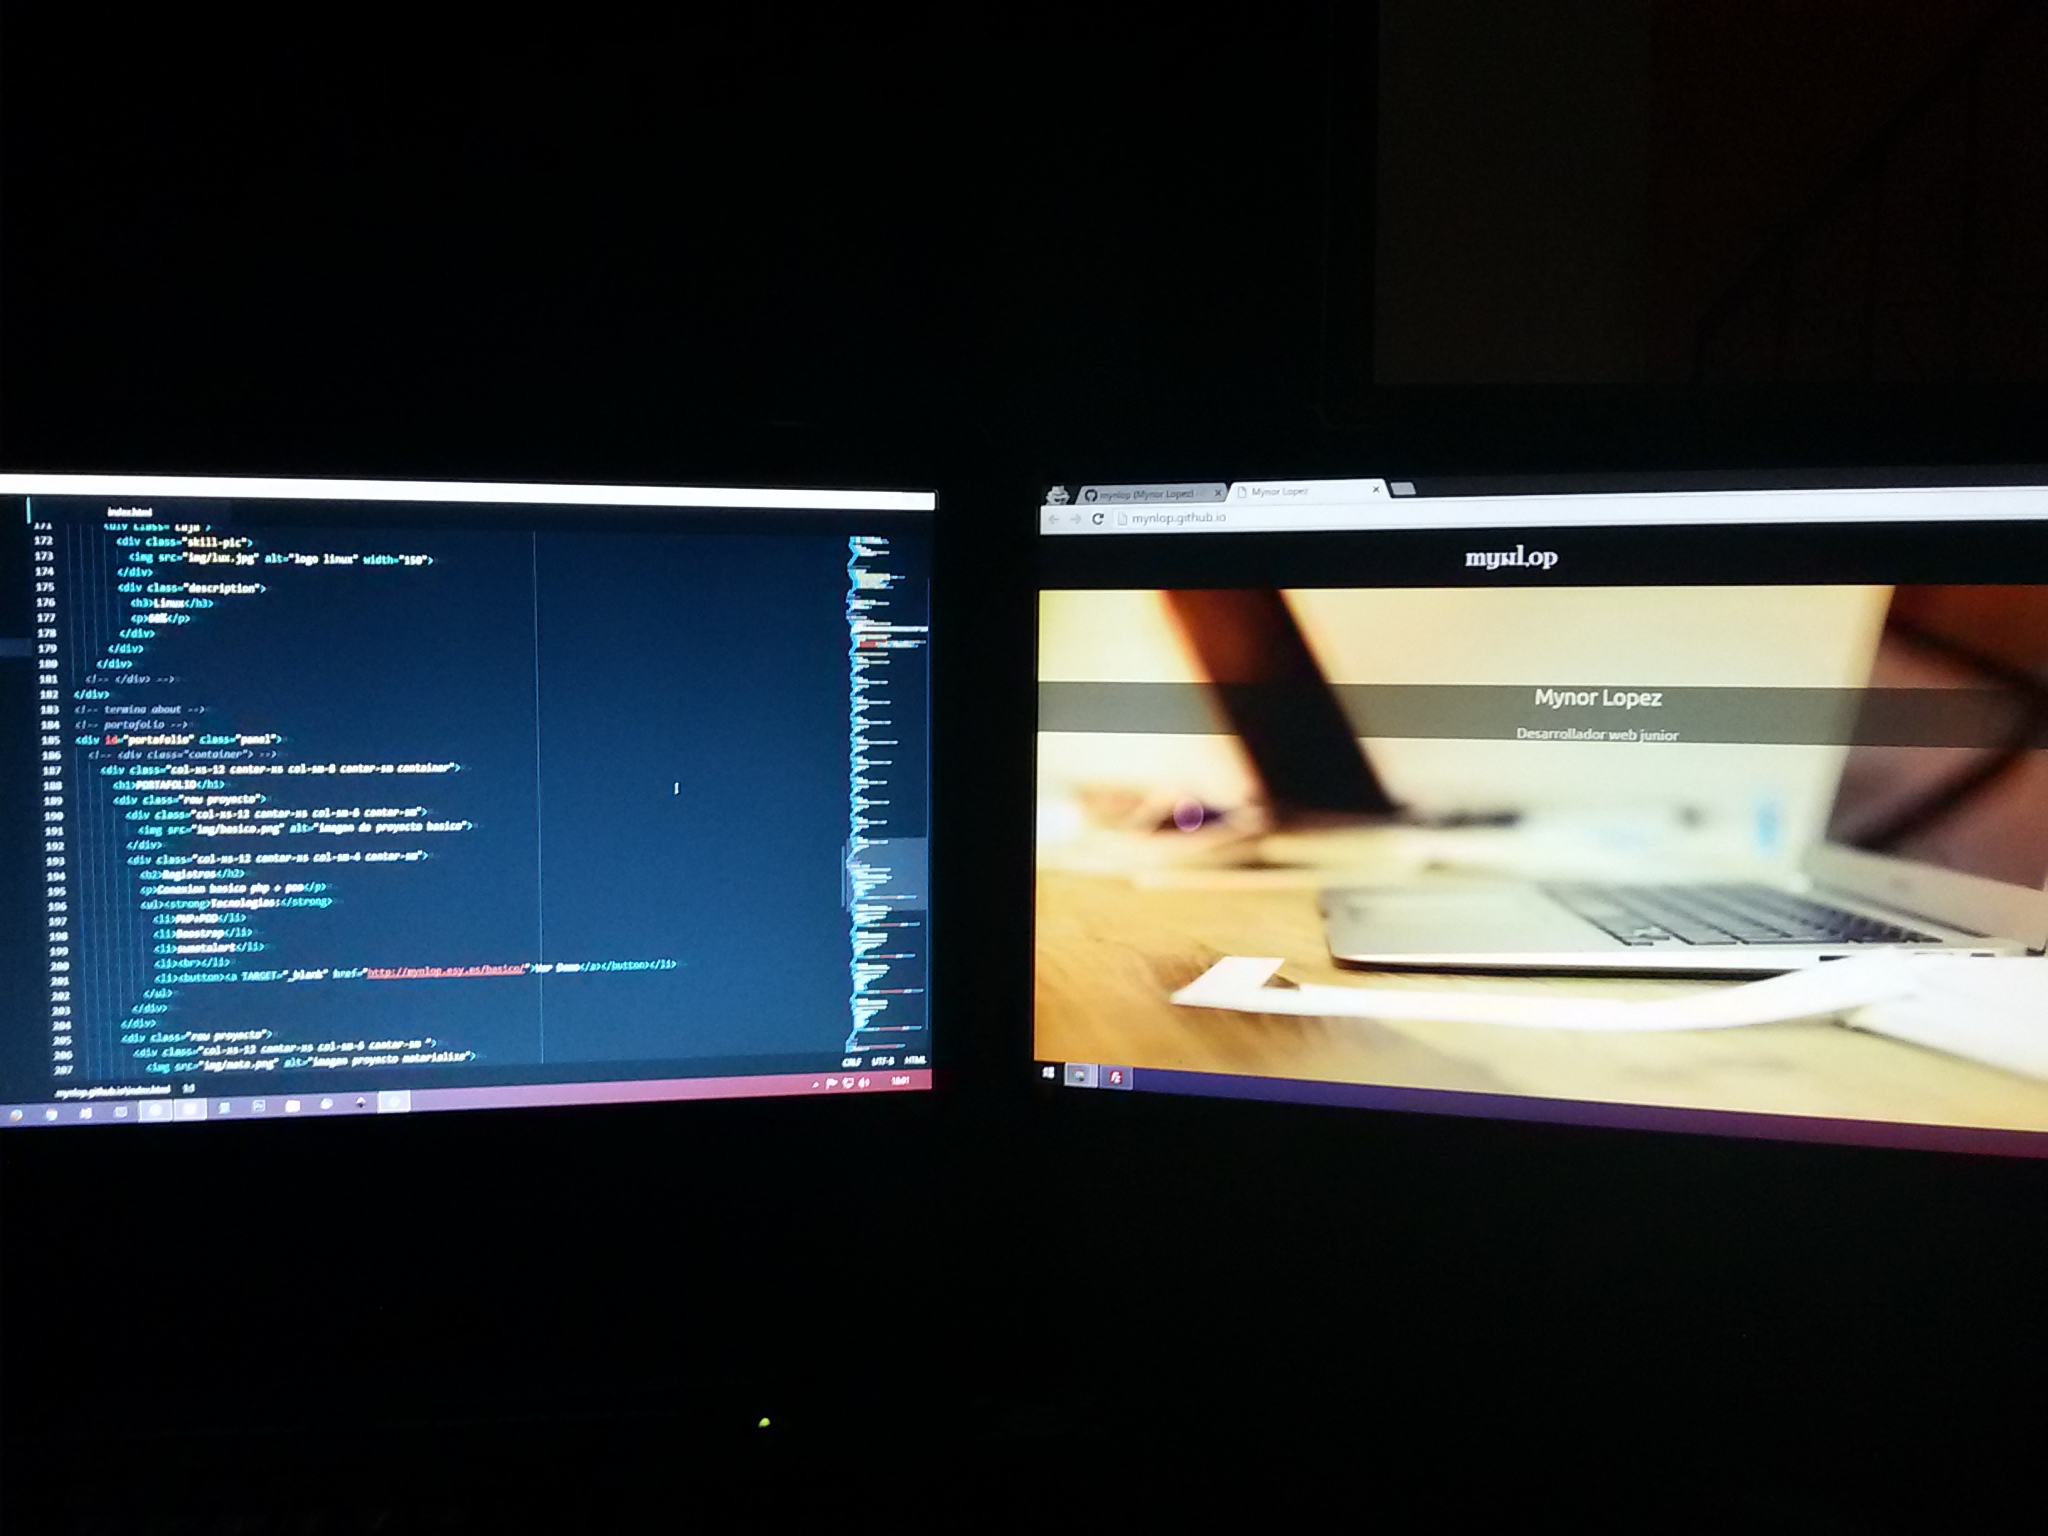 index.html
172 <div class="skill-pic">
173 <img src="img/lux.jpg" alt="logo linux" width="150">
174 </div>
175 <div class="description">
176 <h3>Linux</h3>
177 <p>
178 </div>
179 </div>
180 </div>
181 <!-- </div> -->
182 </div>
183 <!-- termina about -->
184 <!-- portafolio -->
185 <div id="portafolio" class="panel">
186 <!-- <div class="container"> -->
187 <div class="col-xs-12 center-xs col-sm-8 center-sm container">
188 <h1>PORTAFOLIO</h1>
189 <div class="row proyecto">
190 <div class="col-xs-12 center-xs col-sm-6 center-sm">
191 <img src="img/basico.png" alt="imagen de proyecto basico">
192 </div>
193 <div class="col-xs-12 center-xs col-sm-4 center-sm">
194 <h2>Registros</h2>
195 <p>Conexion basico php +
196 <ul><strong>Tecnologias:</strong>
197 <li></li>
198 <li>Boostrap</li>
199 <li>sweetalert</li>
200 <li><br></li>
201 <li><button><a TARGET="_blank" href="http://mynlop.esy.es/basico/">Ver Demo</a></button></li>
202 </ul>
203 </div>
204 </div>
205 <div class="row proyecto">
206 <div class="col-xs-12 center-xs col-sm-6 center-sm ">
207 <img src="img/mate.png" alt="imagen proyecto materialize">
CRLF UTF-8 HTML
mynlop.github.io\index.html 1:1
mynlop (Mynor Lopez)
Mynor Lopez
mynlop.github.io
mynlop
Mynor Lopez
Desarrollador web junior